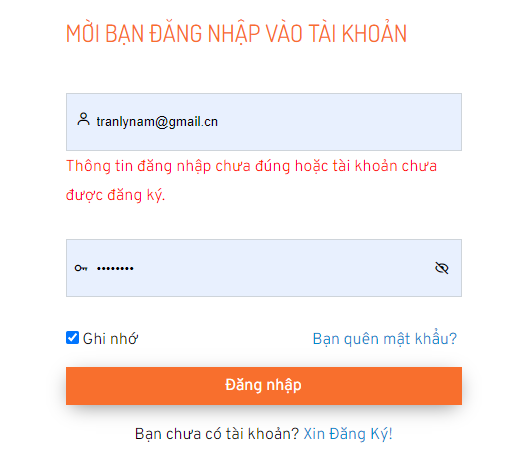 MỜI BẠN ĐĂNG NHẬP VÀO TÀI KHOẢN
tranlynam@gmail.cn
Thông tin đăng nhập chưa đúng hoặc tài khoản chưa
được đăng ký.
••••••••
Ghi nhớ
Bạn quên mật khẩu?
Đăng nhập
Bạn chưa có tài khoản? Xin Đăng Ký!